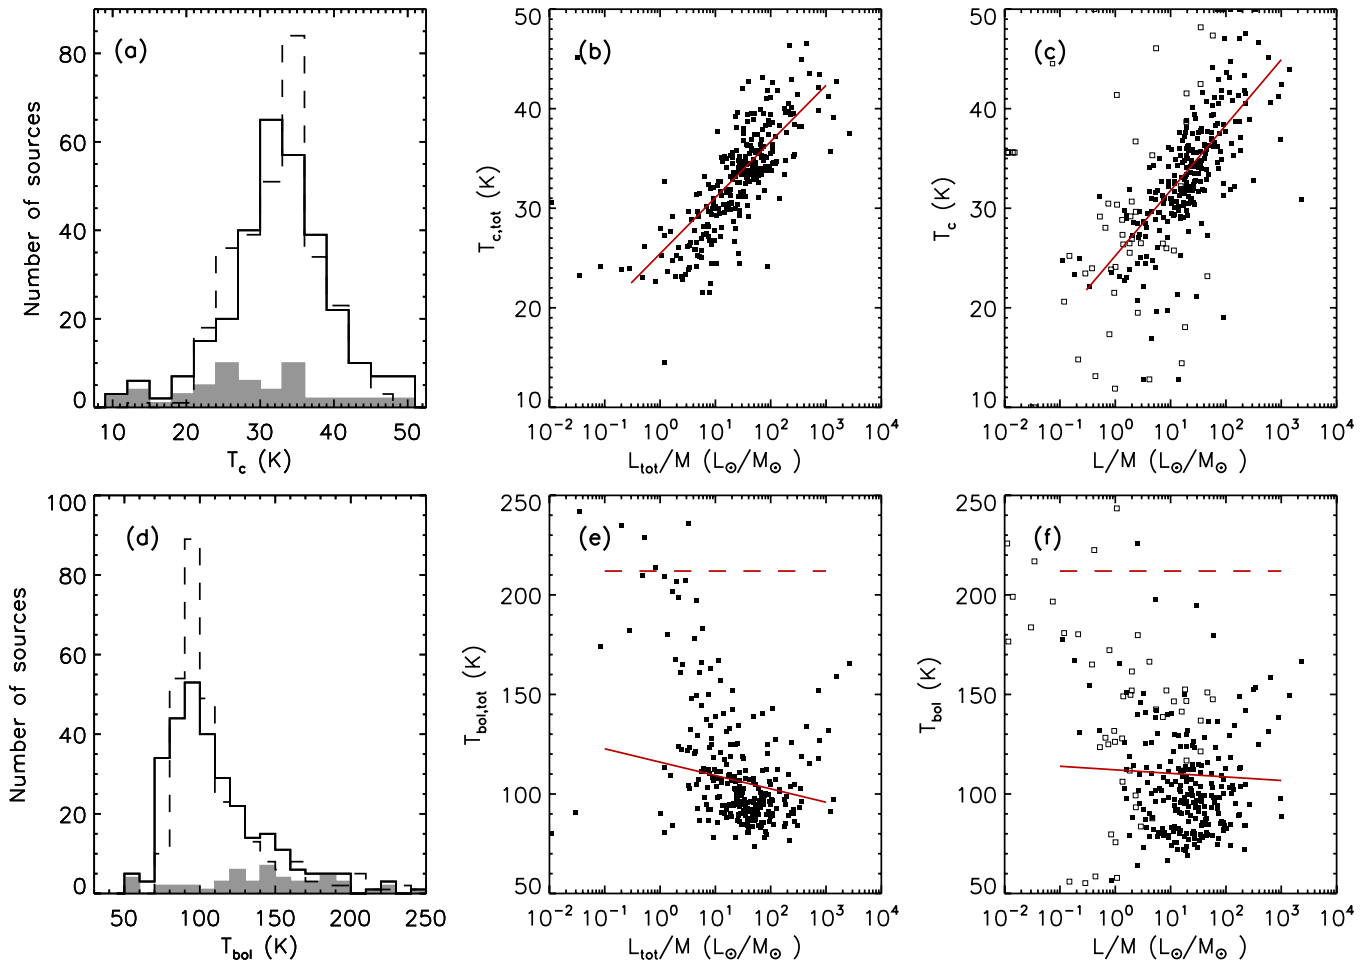 (a)
Number of sources
80
60
40
20
0
10 20 30 40 50
T_c (K)
(b)
T_c,tot (K)
50
40
30
20
10
10^-2 10^-1 10^0 10^1 10^2 10^3 10^4
L_tot/M (L_⊙/M_⊙ )
(c)
T_c (K)
50
40
30
20
10
10^-2 10^-1 10^0 10^1 10^2 10^3 10^4
L/M (L_⊙/M_⊙ )
(d)
Number of sources
100
80
60
40
20
0
50 100 150 200 250
T_bol (K)
(e)
T_bol,tot (K)
250
200
150
100
50
10^-2 10^-1 10^0 10^1 10^2 10^3 10^4
L_tot/M (L_⊙/M_⊙ )
(f)
T_bol (K)
250
200
150
100
50
10^-2 10^-1 10^0 10^1 10^2 10^3 10^4
L/M (L_⊙/M_⊙ )